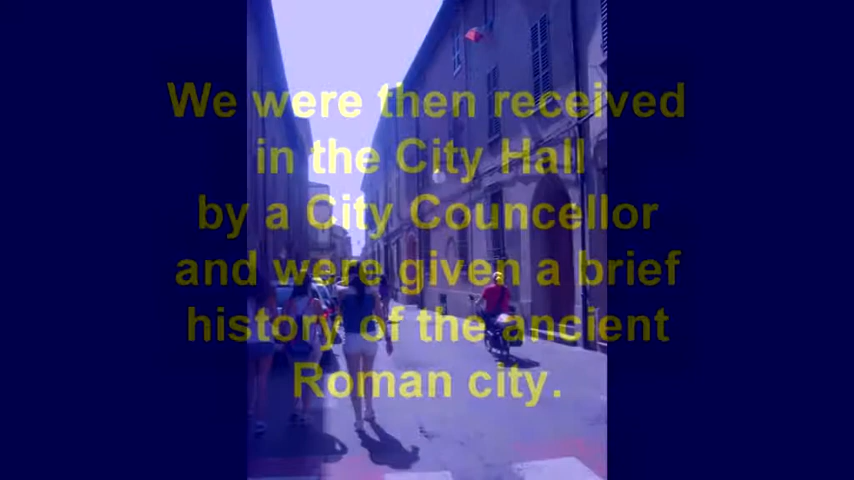 We were then received
in the City Hall
by a City Councellor
and were given a brief
history of the ancient
Roman city.